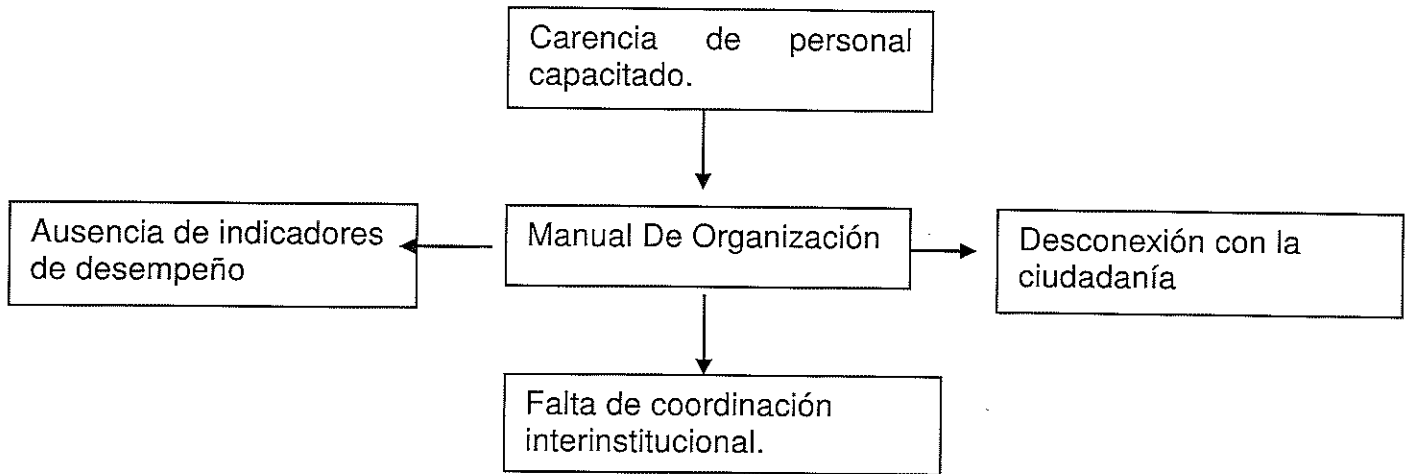 Carencia de personal
capacitado.
Ausencia de indicadores
de desempeño
Manual De Organización
Desconexión con la
ciudadanía
Falta de coordinación
interinstitucional.